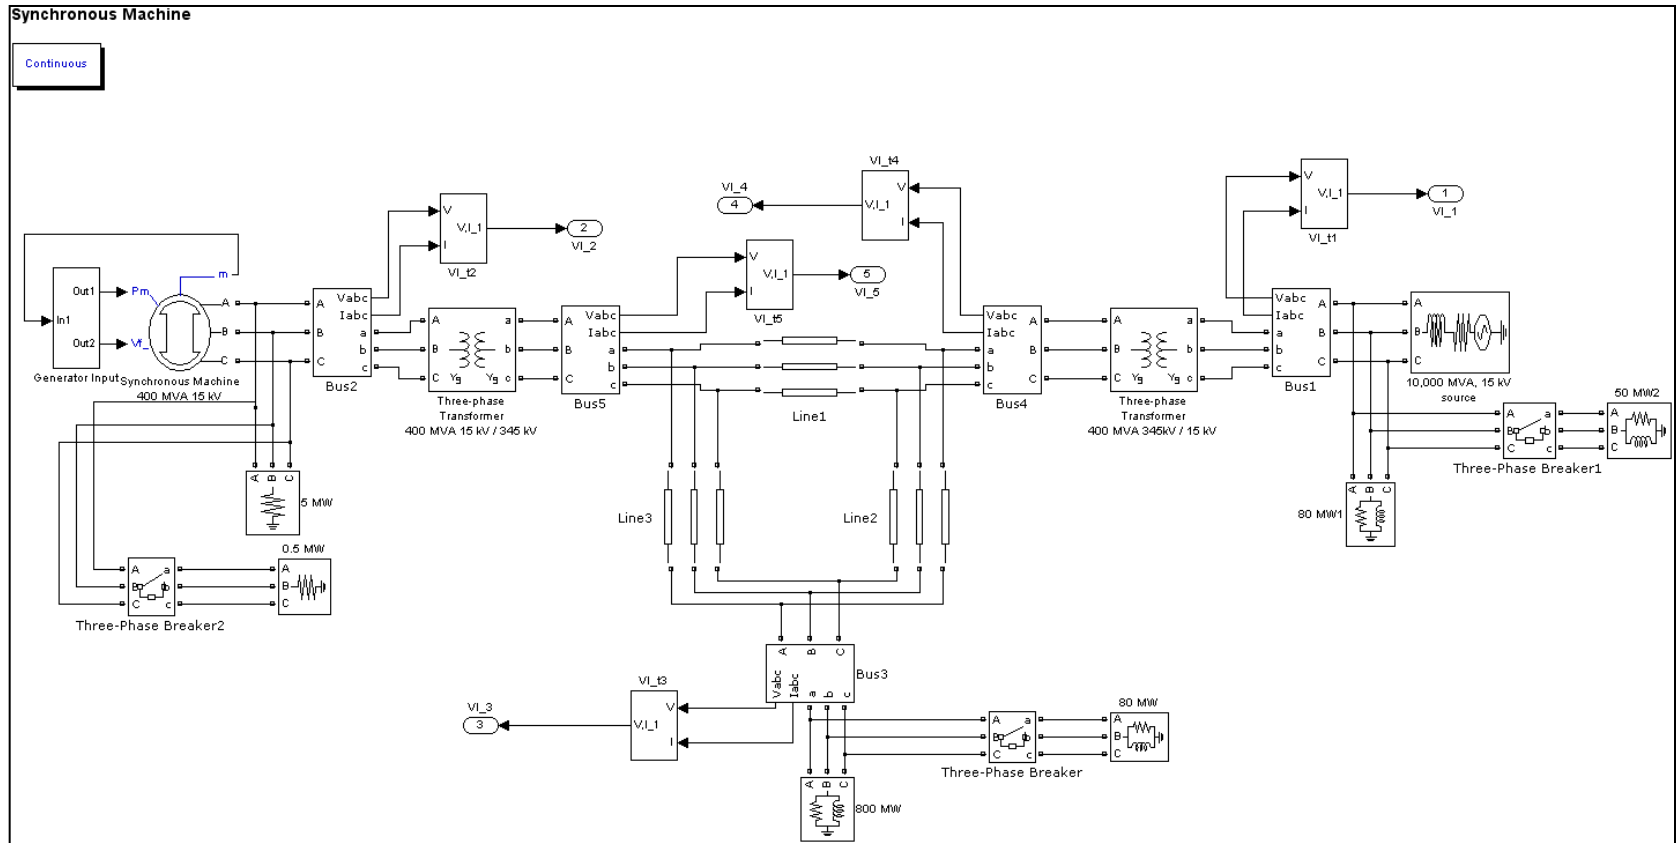 Synchronous Machine
Continuous
VI_t4
V
V,I_1
I
VI_4
4
V
V,I_1
I
VI_t1
1
VI_1
V
V,I_1
I
VI_t2
2
VI_2
V
V,I_1
I
VI_t5
5
VI_5
In1
Out1
Out2
Generator Input
m
Pm
Vf_
A
B
C
Synchronous Machine
400 MVA 15 kV
A
B
C
Vabc
Iabc
a
b
c
Bus2
A
B
C
a
b
c
Yg
Yg
Three-phase
Transformer
400 MVA 15 kV / 345 kV
A
B
C
Vabc
Iabc
a
b
c
Bus5
Line1
Vabc
Iabc
a
b
c
A
B
C
Bus4
A
B
C
a
b
c
Yg
Yg
Three-phase
Transformer
400 MVA 345kV / 15 kV
Vabc
Iabc
a
b
c
A
B
C
Bus1
A
B
C
10,000 MVA, 15 kV
source
50 MW2
A
B
C
a
b
c
A
B
C
Three-Phase Breaker1
A
B
C
80 MW1
A
B
C
5 MW
Line3
Line2
0.5 MW
A
B
C
a
b
c
A
B
C
Three-Phase Breaker2
A
B
C
Vabc
Iabc
a
b
c
Bus3
VI_t3
V
V,I_1
I
VI_3
3
80 MW
A
B
C
a
b
c
A
B
C
Three-Phase Breaker
A
B
C
800 MW